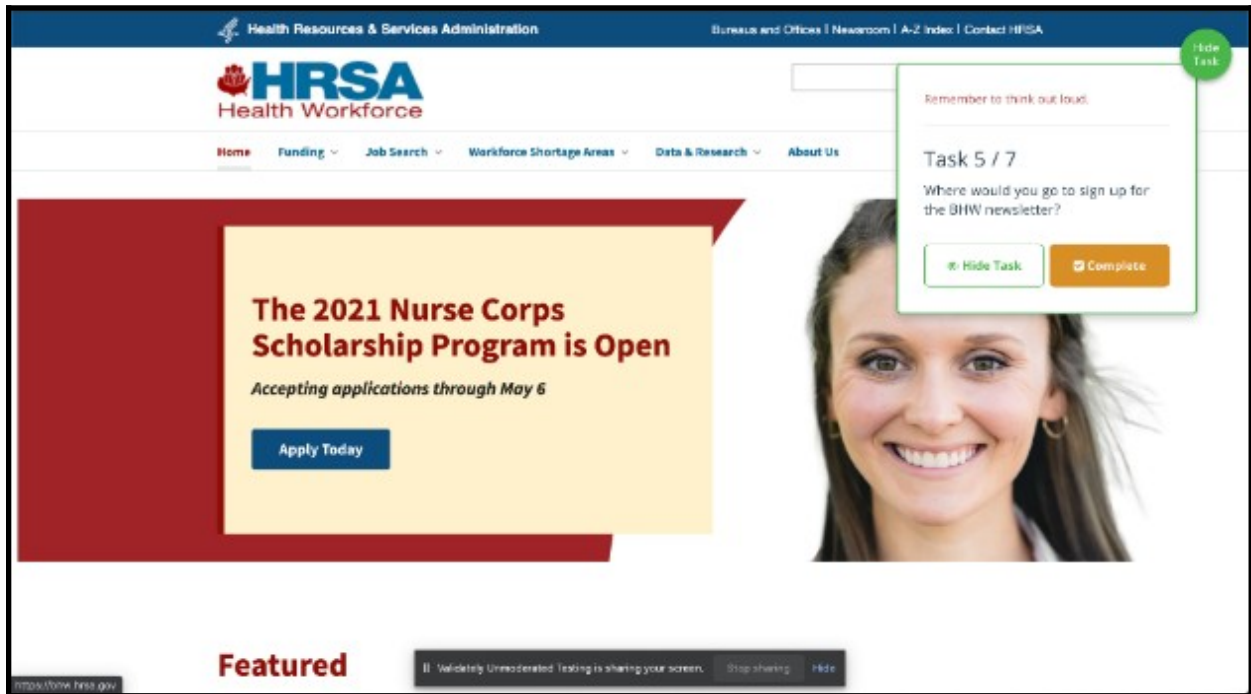 Health Resources & Services Administration
Bureaus and Offices | Newsroom | A-Z Index | Contact HRSA
Hide
Task
HRSA
Health Workforce
Remember to think out loud.
Home Funding Job Search Workforce Shortage Areas Data & Research About Us
Task 5 / 7
Where would you go to sign up for
the BHW newsletter?
Hide Task
Complete
The 2021 Nurse Corps
Scholarship Program is Open
Accepting applications through May 6
Apply Today
Featured
Validately Unmoderated Testing is sharing your screen. Stop sharing Hide
https://bhw.hrsa.gov